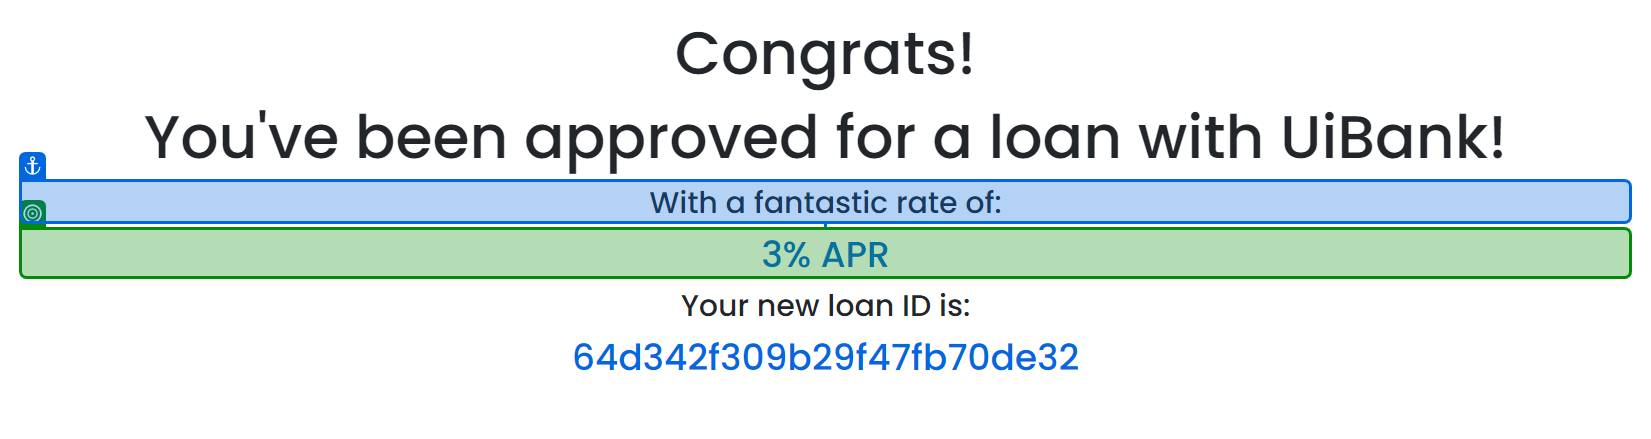 Congrats!
You've been approved for a loan with UiBank!
With a fantastic rate of:
3% APR
Your new loan ID is:
64d342f309b29f47fb70de32